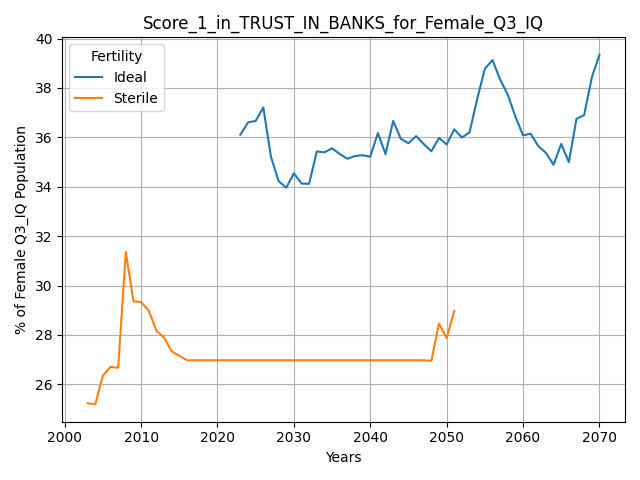 Score_1_in_TRUST_IN_BANKS_for_Female_Q3_IQ
Fertility
Ideal
Sterile
% of Female Q3_IQ Population
40
38
36
34
32
30
28
26
2000 2010 2020 2030 2040 2050 2060 2070
Years